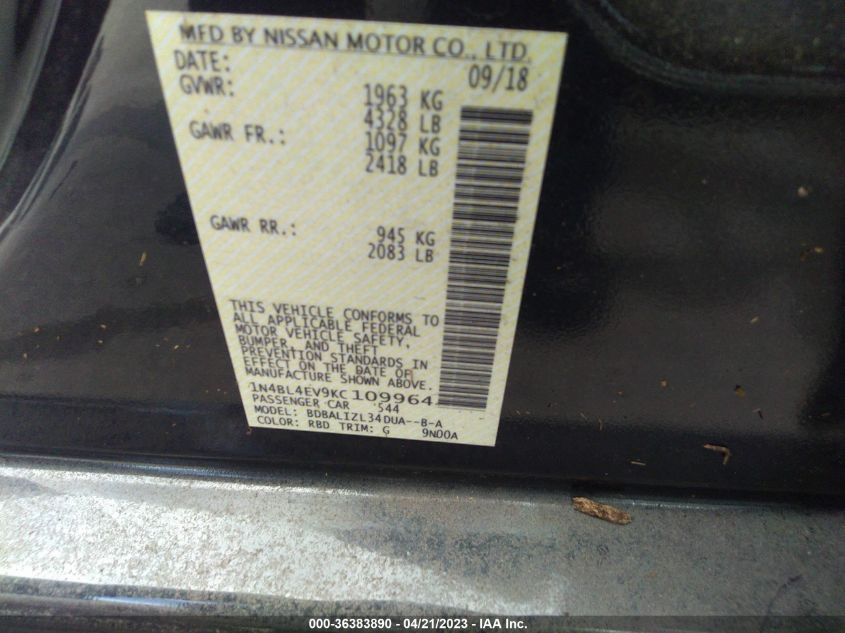 MFD BY NISSAN MOTOR CO., LTD.
DATE: 09/18
GVWR: 1963 KG
4328 LB
GAWR FR.: 1097 KG
2418 LB
GAWR RR.: 945 KG
2083 LB
THIS VEHICLE CONFORMS TO
ALL APPLICABLE FEDERAL
MOTOR VEHICLE SAFETY,
BUMPER, AND THEFT
PREVENTION STANDARDS IN
EFFECT ON THE DATE OF
MANUFACTURE SHOWN ABOVE.
1N4BL4EV9KC109964
PASSENGER CAR 544
MODEL: BDBALIZL34DUA--B-A
COLOR: RBD TRIM: G 9N00A
000-36383890 - 04/21/2023 - IAA Inc.